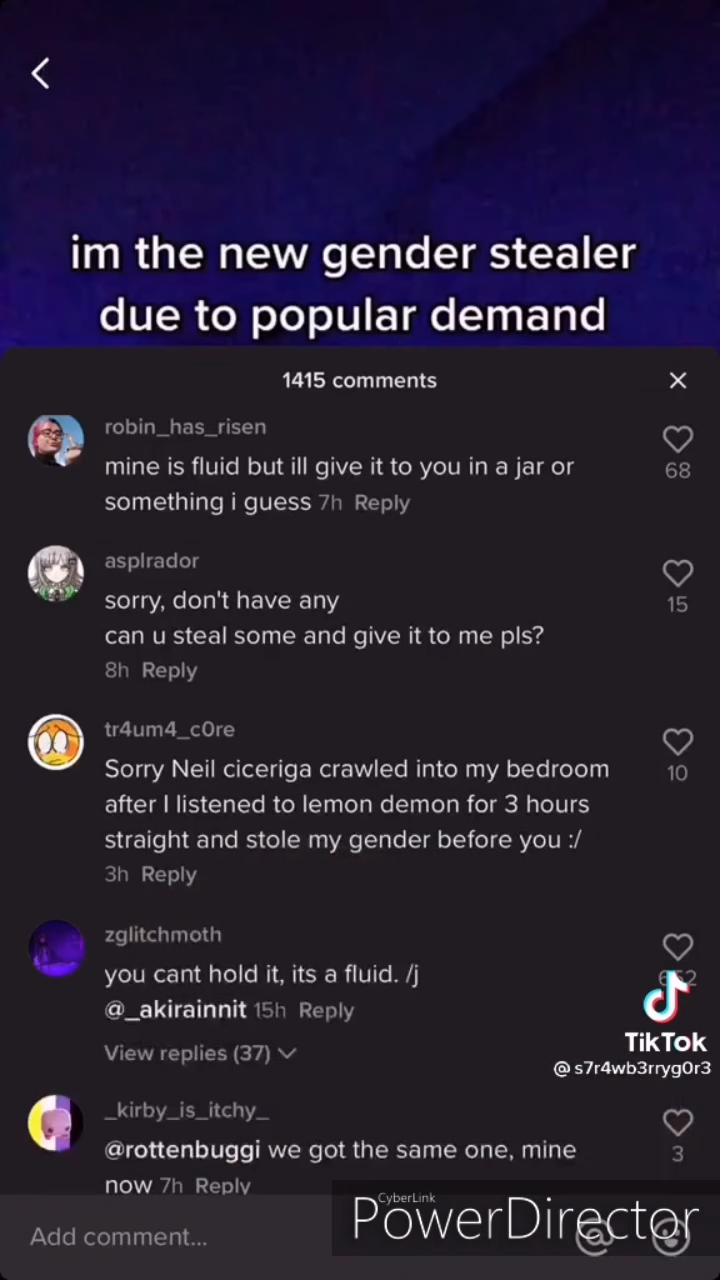 im the new gender stealer
due to popular demand
1415 comments
robin_has_risen
mine is fluid but ill give it to you in a jar or
something i guess 7h Reply
68
asplrador
sorry, don't have any
can u steal some and give it to me pls?
8h Reply
15
tr4um4_c0re
Sorry Neil ciceriga crawled into my bedroom
after I listened to lemon demon for 3 hours
straight and stole my gender before you :/
3h Reply
10
zglitchmoth
you cant hold it, its a fluid. /j
@_akirainnit 15h Reply
View replies (37)
TikTok
@s7r4wb3rryg0r3
_kirby_is_itchy_
@rottenbuggi we got the same one, mine
now 7h Reply
3
Add comment...
CyberLink
PowerDirector